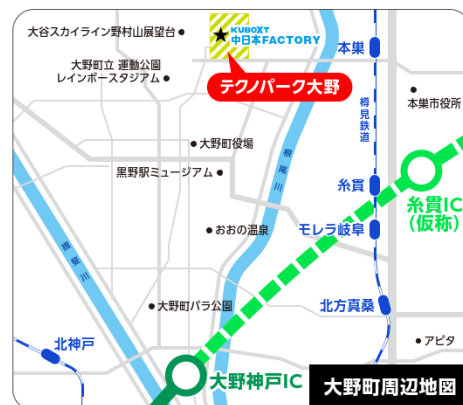 大谷スカイライン野村山展望台
KUBOXT
中日本FACTORY
本巣
大野町立 運動公園
レインボースタジアム
テクノパーク大野
本巣市役所
樽見鉄道
大野町役場
根尾川
黒野駅ミュージアム
糸貫
糸貫IC
(仮称)
おおの温泉
モレラ岐阜
揖斐川
大野町バラ公園
北方真桑
北神戸
アピタ
大野神戸IC
大野町周辺地図